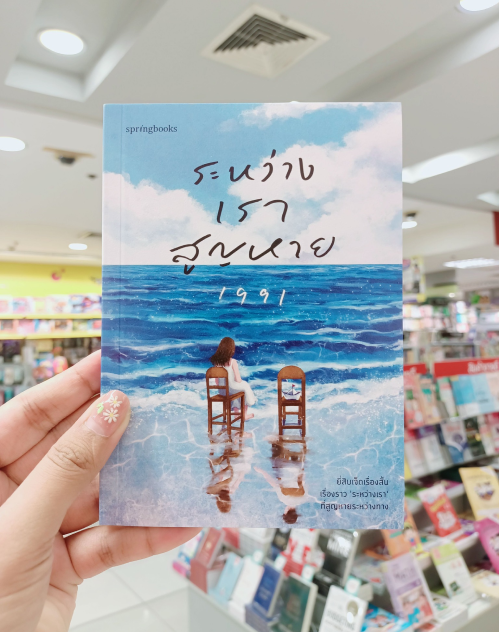 springbooks
ระหว่าง
เรา
สูญหาย
1991
ยี่สิบเจ็ดเรื่องสั้น
เรื่องราว 'ระหว่างเรา'
ที่สูญหายระหว่างทาง